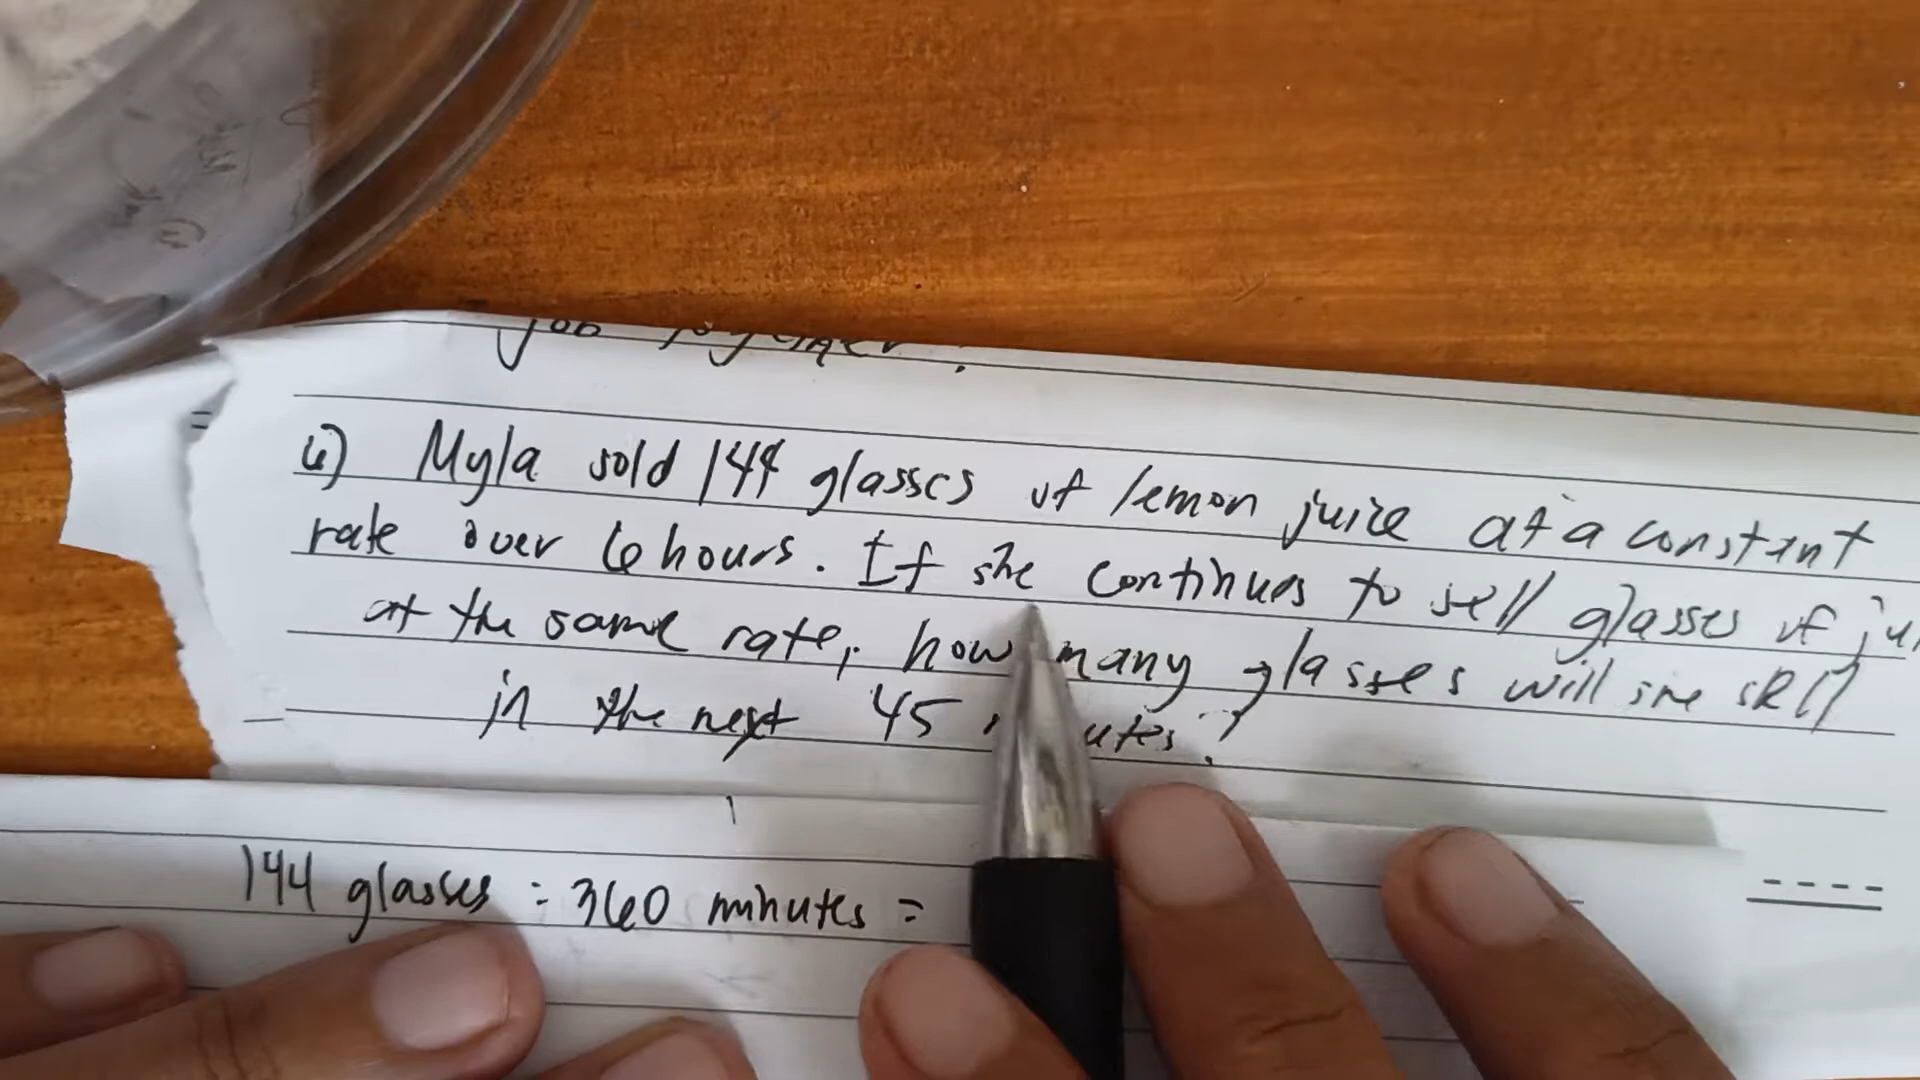 job together.
6) Myla sold 144 glasses of lemon juice at a constant
rate over 6 hours. If she continues to sell glasses of
at the same rate, how many glasses will she sell
in the next 45 ?
144 glasses : 360 minutes =